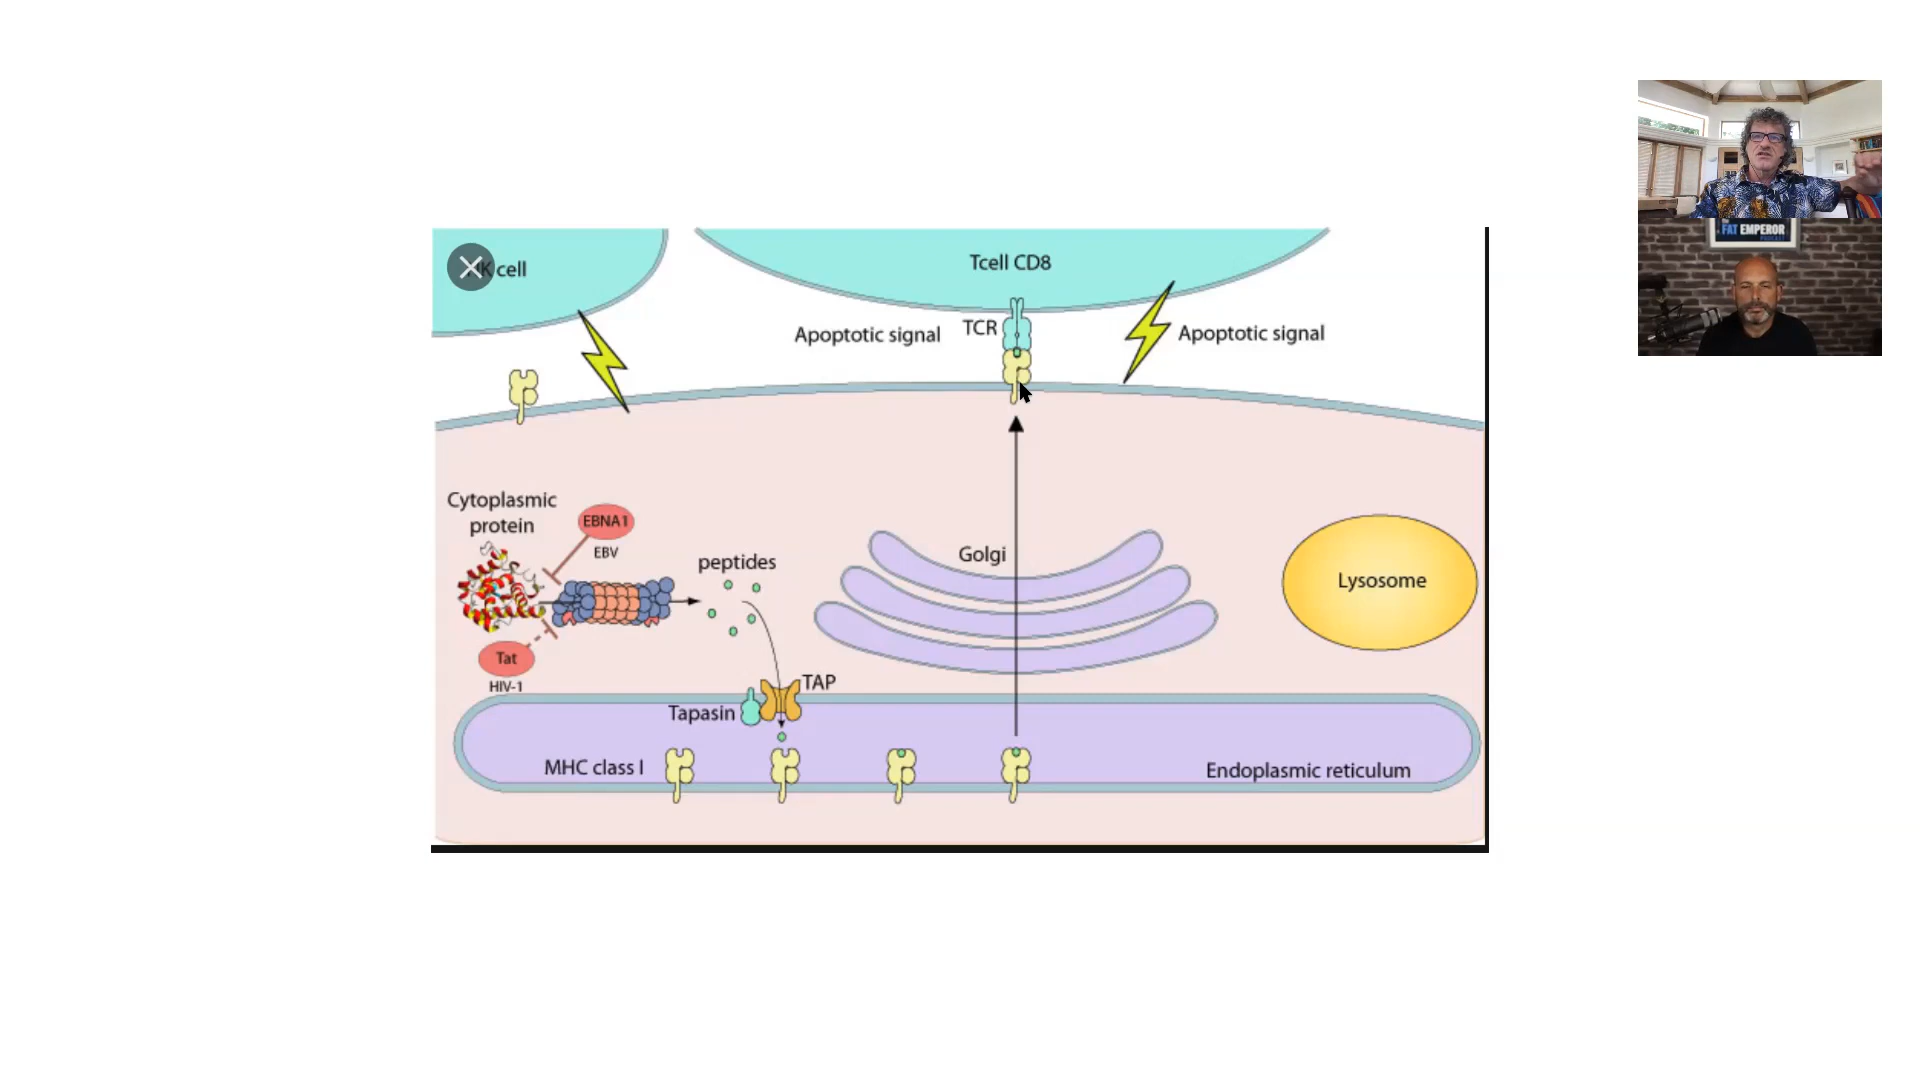 FAT EMPEROR
PODCAST
K cell
Tcell CD8
Apoptotic signal
TCR
Apoptotic signal
Cytoplasmic
protein
EBNA1
EBV
peptides
Golgi
Lysosome
Tat
HIV-1
TAP
Tapasin
MHC class I
Endoplasmic reticulum